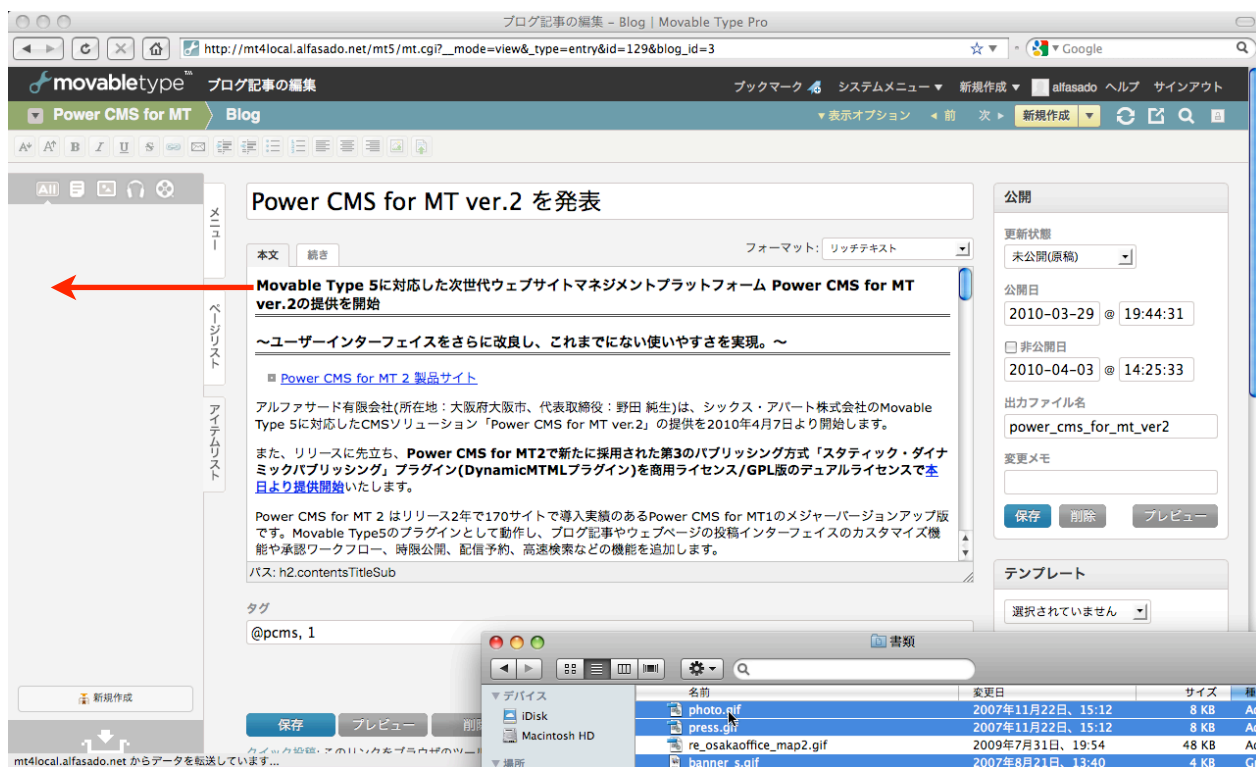 ブログ記事の編集 – Blog | Movable Type Pro
http://mt4local.alfasado.net/mt5/mt.cgi?__mode=view&_type=entry&id=129&blog_id=3
Google
movabletype™ ブログ記事の編集
ブックマーク システムメニュー 新規作成 alfasado ヘルプ サインアウト
Power CMS for MT Blog
表示オプション 前 次 新規作成
All
メニュー
ページリスト
アイテムリスト
Power CMS for MT ver.2 を発表
本文 続き
フォーマット: リッチテキスト
Movable Type 5に対応した次世代ウェブサイトマネジメントプラットフォーム Power CMS for MT
ver.2の提供を開始
〜ユーザーインターフェイスをさらに改良し、これまでにない使いやすさを実現。〜
Power CMS for MT 2 製品サイト
アルファサード有限会社(所在地：大阪府大阪市、代表取締役：野田 純生)は、シックス・アパート株式会社のMovable
Type 5に対応したCMSソリューション「Power CMS for MT ver.2」の提供を2010年4月7日より開始します。
また、リリースに先立ち、Power CMS for MT2で新たに採用された第3のパブリッシング方式「スタティック・ダイナ
ミックパブリッシング」プラグイン(DynamicMTMLプラグイン)を商用ライセンス/GPL版のデュアルライセンスで本
日より提供開始いたします。
Power CMS for MT 2 はリリース2年で170サイトで導入実績のあるPower CMS for MT1のメジャーバージョンアップ版
です。Movable Type5のプラグインとして動作し、ブログ記事やウェブページの投稿インターフェイスのカスタマイズ機
能や承認ワークフロー、時限公開、配信予約、高速検索などの機能を追加します。
パス: h2.contentsTitleSub
タグ
@pcms, 1
新規作成
保存 プレビュー 削
公開
更新状態
未公開(原稿)
公開日
2010-03-29 @ 19:44:31
非公開日
2010-04-03 @ 14:25:33
出力ファイル名
power_cms_for_mt_ver2
変更メモ
保存 削除 プレビュー
テンプレート
選択されていません
書類
デバイス
iDisk
Macintosh HD
場所
名前 変更日 サイズ 種
photo.gif 2007年11月22日、15:12 8 KB
press.gif 2007年11月22日、15:12 8 KB
re_osakaoffice_map2.gif 2009年7月31日、19:54 48 KB
banner_s.gif 2007年8月21日、13:40 4 KB
mt4local.alfasado.net からデータを転送しています...